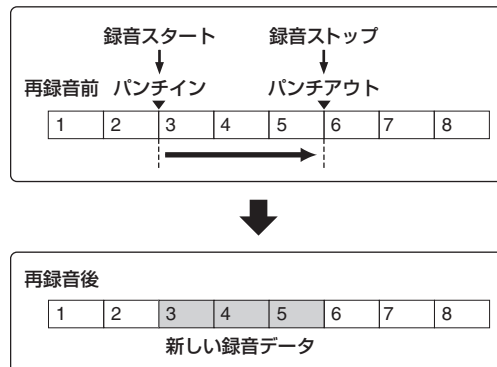 録音スタート 録音ストップ
再録音前 パンチイン パンチアウト
1 2 3 4 5 6 7 8
再録音後
1 2 3 4 5 6 7 8
新しい録音データ